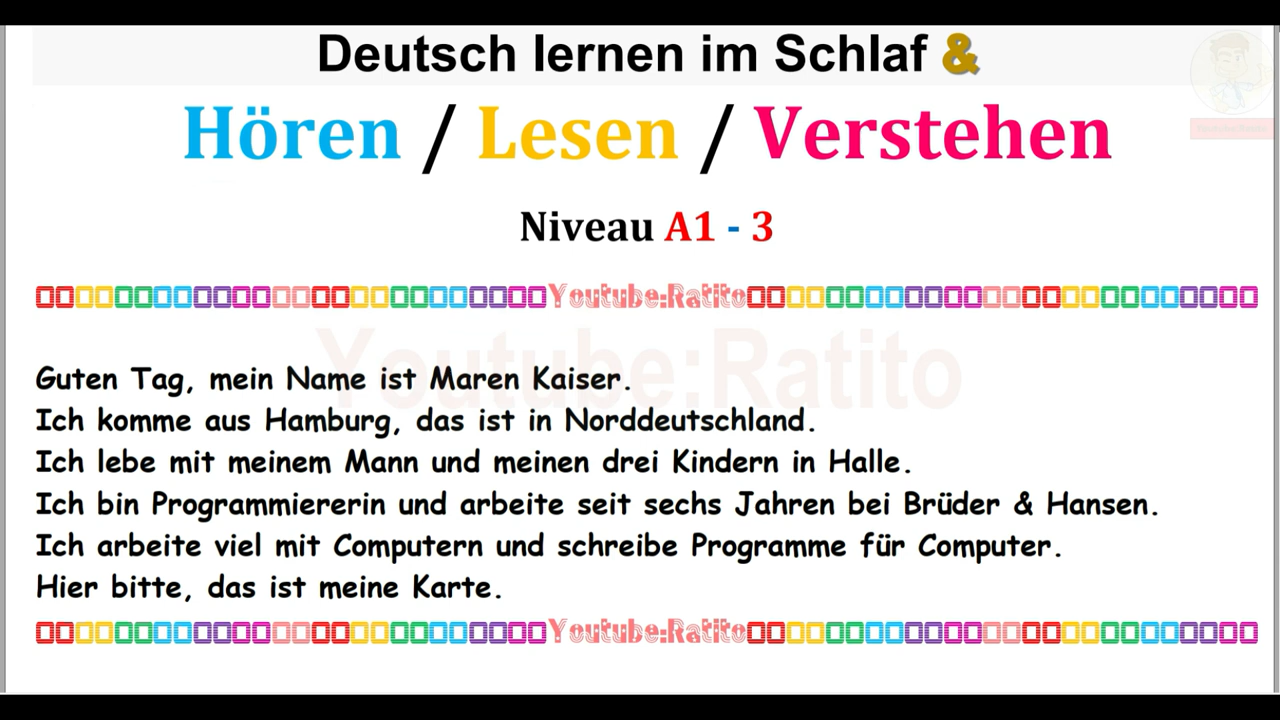 Deutsch lernen im Schlaf &
Hören / Lesen / Verstehen
Niveau A1 - 3
Youtube:Ratito
Youtube:Ratito
Guten Tag, mein Name ist Maren Kaiser.
Ich komme aus Hamburg, das ist in Norddeutschland.
Ich lebe mit meinem Mann und meinen drei Kindern in Halle.
Ich bin Programmiererin und arbeite seit sechs Jahren bei Brüder & Hansen.
Ich arbeite viel mit Computern und schreibe Programme für Computer.
Hier bitte, das ist meine Karte.
Youtube:Ratito